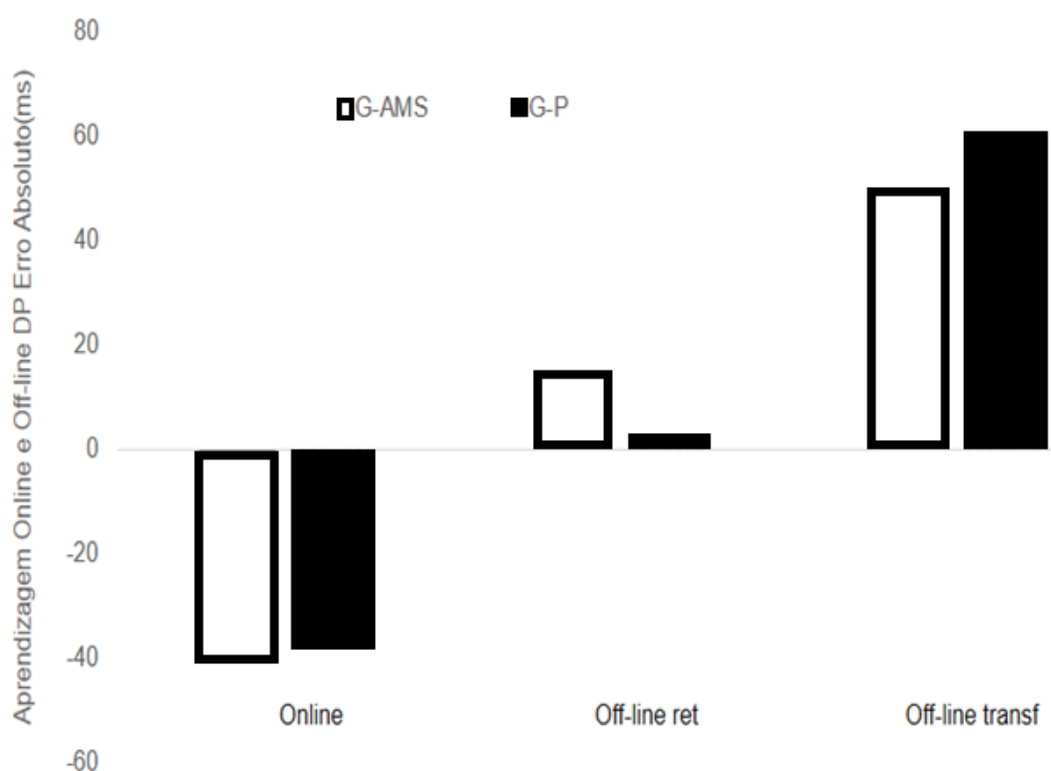 Aprendizagem Online e Off-line DP Erro Absoluto(ms)
80
60
40
20
0
-20
-40
-60
G-AMS G-P
Online Off-line ret Off-line transf